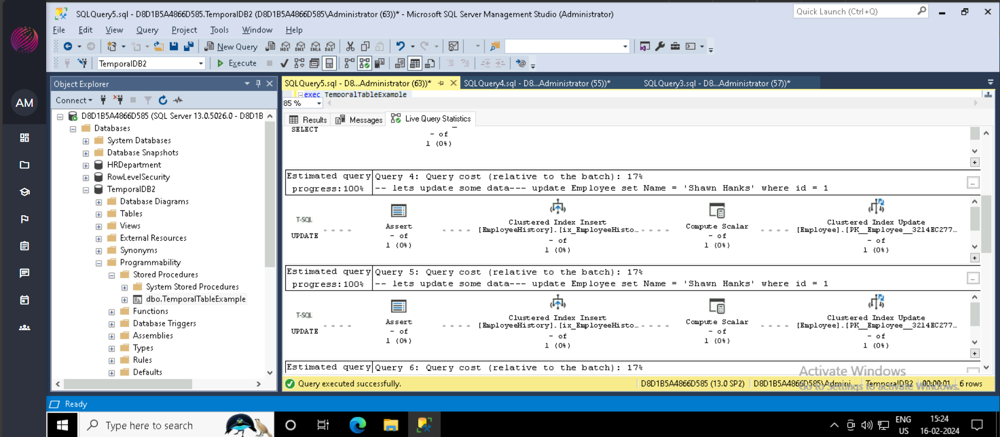 SQLQuery5.sql - D8D1B5A4866D585.TemporalDB2 (D8D1B5A4866D585\Administrator (63))* - Microsoft SQL Server Management Studio (Administrator)
Quick Launch (Ctrl+Q)
File Edit View Query Project Tools Window Help
New Query MDX DMX XMLA DAX
TemporalDB2 Execute
AM
Object Explorer
Connect
D8D1B5A4866D585 (SQL Server 13.0.5026.0 - D8D1B
Databases
System Databases
Database Snapshots
HRDepartment
RowLevelSecurity
TemporalDB2
Database Diagrams
Tables
Views
External Resources
Synonyms
Programmability
Stored Procedures
System Stored Procedures
dbo.TemporalTableExample
Functions
Database Triggers
Assemblies
Types
Rules
Defaults
SQLQuery5.sql - D8...Administrator (63))* SQLQuery4.sql - D8...Administrator (55))* SQLQuery3.sql - D8...Administrator (57))*
exec TemporalTableExample
85 %
Results Messages Live Query Statistics
SELECT
- of
1 (0%)
Estimated query progress:100%
Query 4: Query cost (relative to the batch): 17%
-- lets update some data--- update Employee set Name = 'Shawn Hanks' where id = 1
...
T-SQL
UPDATE
Assert
- of
1 (0%)
Clustered Index Insert
[EmployeeHistory].[ix_EmployeeHisto...
- of
1 (0%)
Compute Scalar
- of
1 (0%)
Clustered Index Update
[Employee].[PK__Employee__3214EC277...
- of
1 (0%)
Estimated query progress:100%
Query 5: Query cost (relative to the batch): 17%
-- lets update some data--- update Employee set Name = 'Shawn Hanks' where id = 1
...
T-SQL
UPDATE
Assert
- of
1 (0%)
Clustered Index Insert
[EmployeeHistory].[ix_EmployeeHisto...
- of
1 (0%)
Compute Scalar
- of
1 (0%)
Clustered Index Update
[Employee].[PK__Employee__3214EC277...
- of
1 (0%)
Estimated query
Query 6: Query cost (relative to the batch): 17%
Activate Windows
Go to Settings to activate Windows.
Query executed successfully.
D8D1B5A4866D585 (13.0 SP2) D8D1B5A4866D585\Admini... TemporalDB2 00:00:01 6 rows
Ready
Type here to search
ENG
US
15:24
16-02-2024